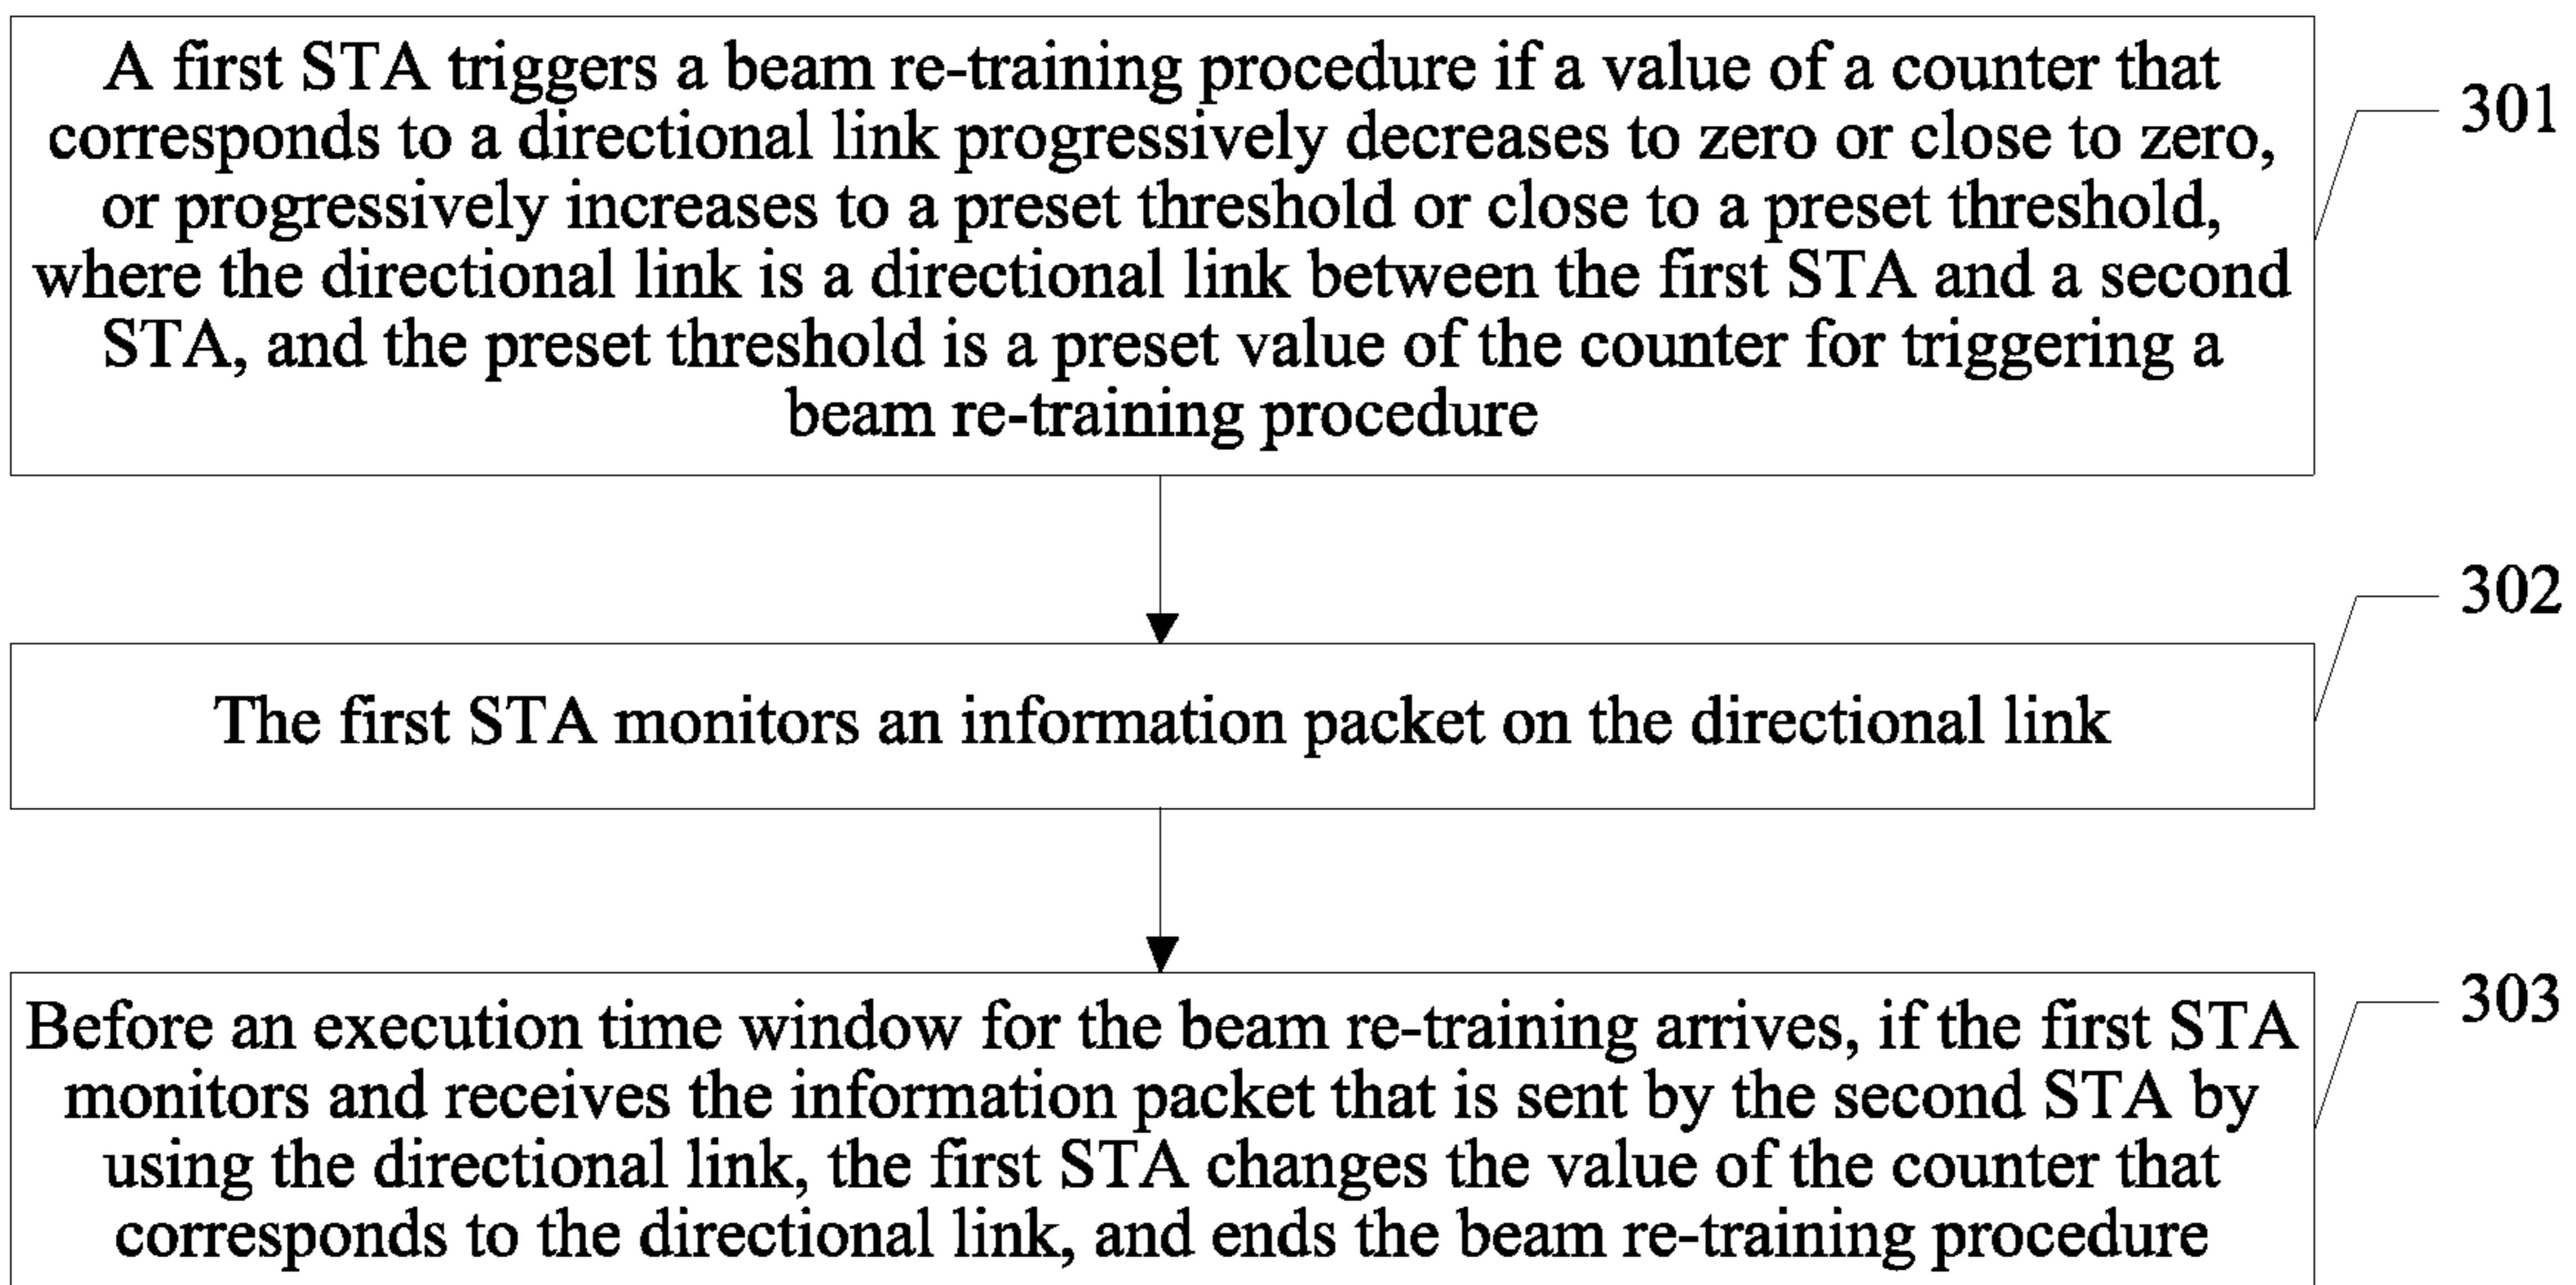 A first STA triggers a beam re-training procedure if a value of a counter that
corresponds to a directional link progressively decreases to zero or close to zero,
or progressively increases to a preset threshold or close to a preset threshold,
where the directional link is a directional link between the first STA and a second
STA, and the preset threshold is a preset value of the counter for triggering a
beam re-training procedure
301
The first STA monitors an information packet on the directional link
302
Before an execution time window for the beam re-training arrives, if the first STA
monitors and receives the information packet that is sent by the second STA by
using the directional link, the first STA changes the value of the counter that
corresponds to the directional link, and ends the beam re-training procedure
303